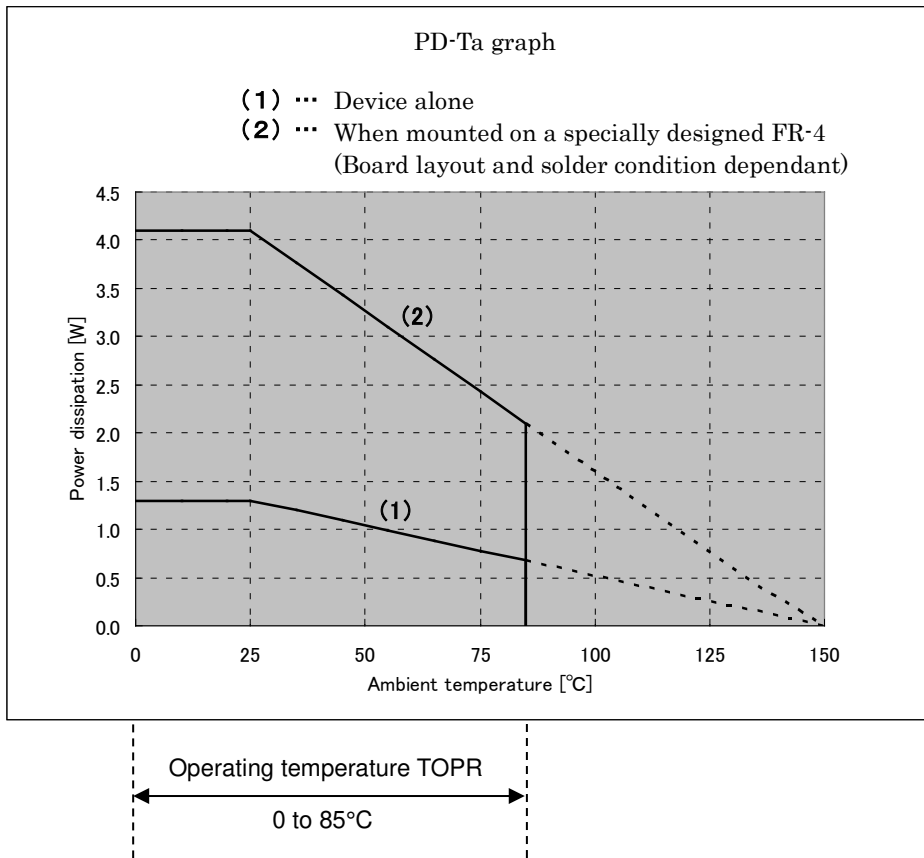 PD-Ta graph
(1) ··· Device alone
(2) ··· When mounted on a specially designed FR-4
(Board layout and solder condition dependant)
Power dissipation [W]
4.5
4.0
3.5
3.0
2.5
2.0
1.5
1.0
0.5
0.0
(2)
(1)
0 25 50 75 100 125 150
Ambient temperature [℃]
Operating temperature TOPR
0 to 85°C